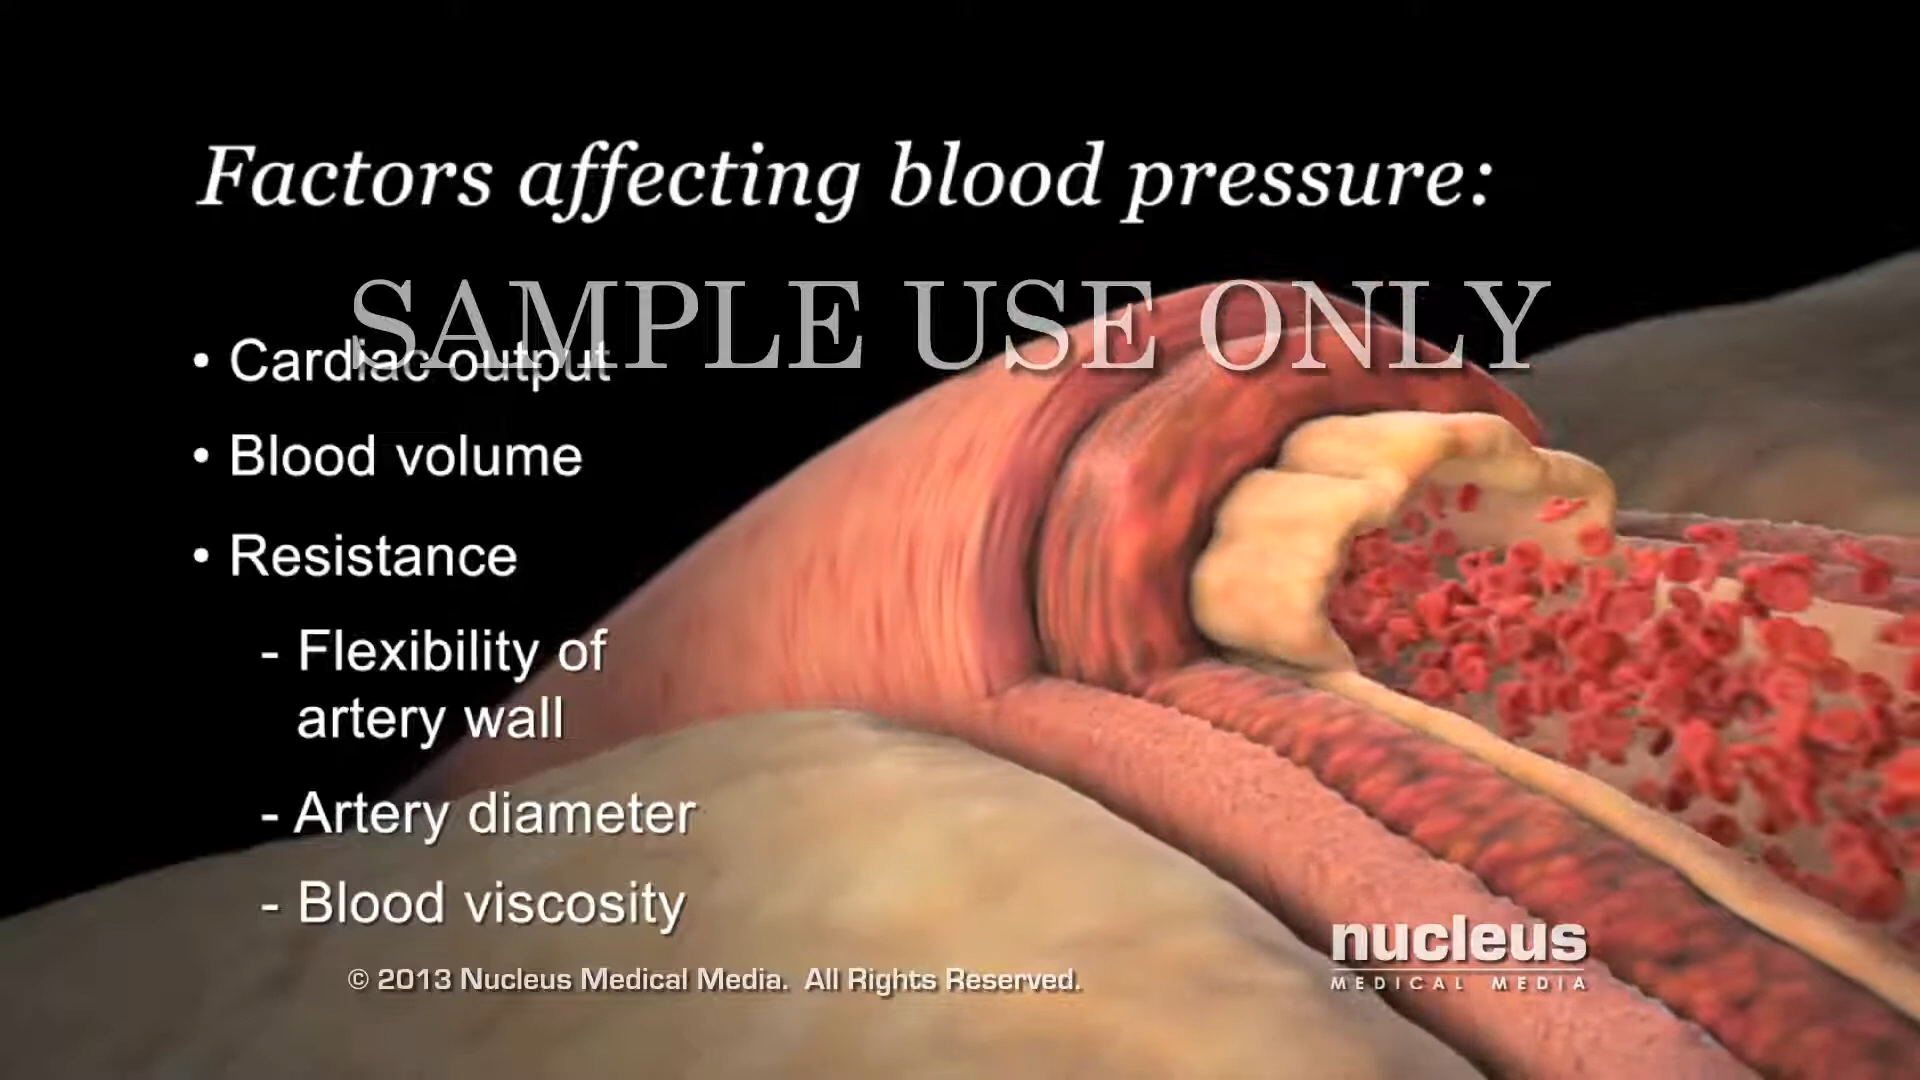 Factors affecting blood pressure:
SAMPLE USE ONLY
• Cardiac output
• Blood volume
• Resistance
- Flexibility of
artery wall
- Artery diameter
- Blood viscosity
© 2013 Nucleus Medical Media. All Rights Reserved.
nucleus
MEDICAL MEDIA